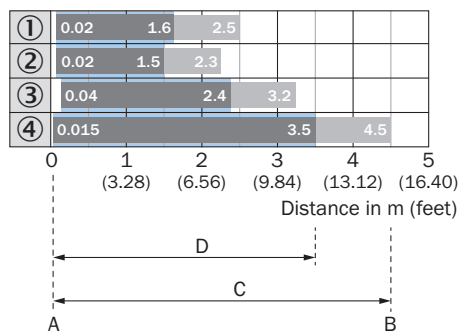 ① 0.02 1.6 2.5
② 0.02 1.5 2.3
③ 0.04 2.4 3.2
④ 0.015 3.5 4.5
0 1 2 3 4 5
(3.28) (6.56) (9.84) (13.12) (16.40)
Distance in m (feet)
D
C
A B